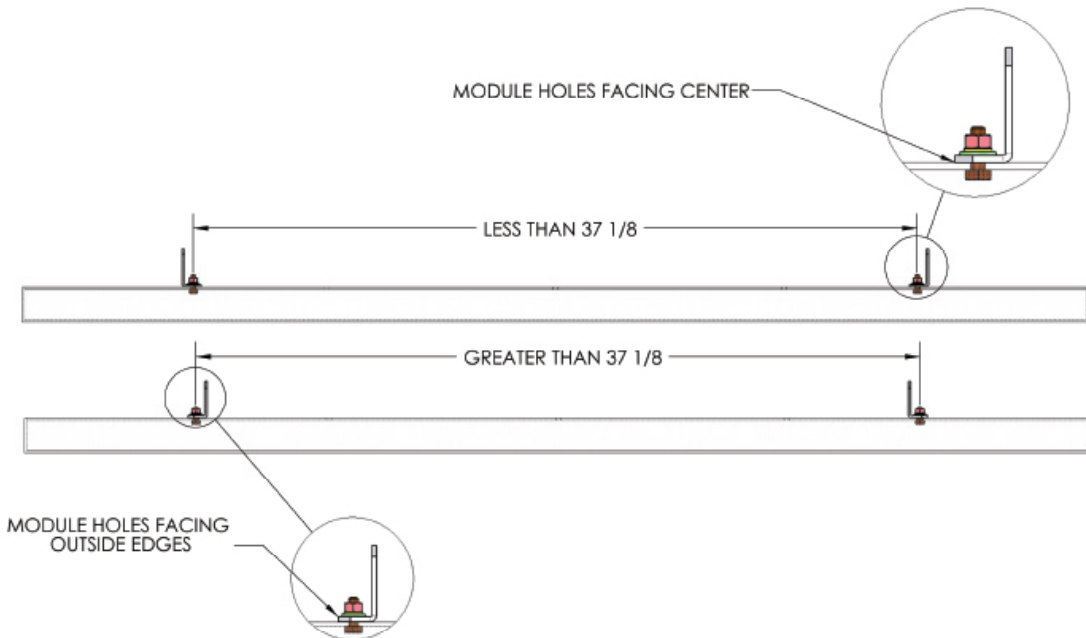 MODULE HOLES FACING CENTER
LESS THAN 37 1/8
GREATER THAN 37 1/8
MODULE HOLES FACING
OUTSIDE EDGES